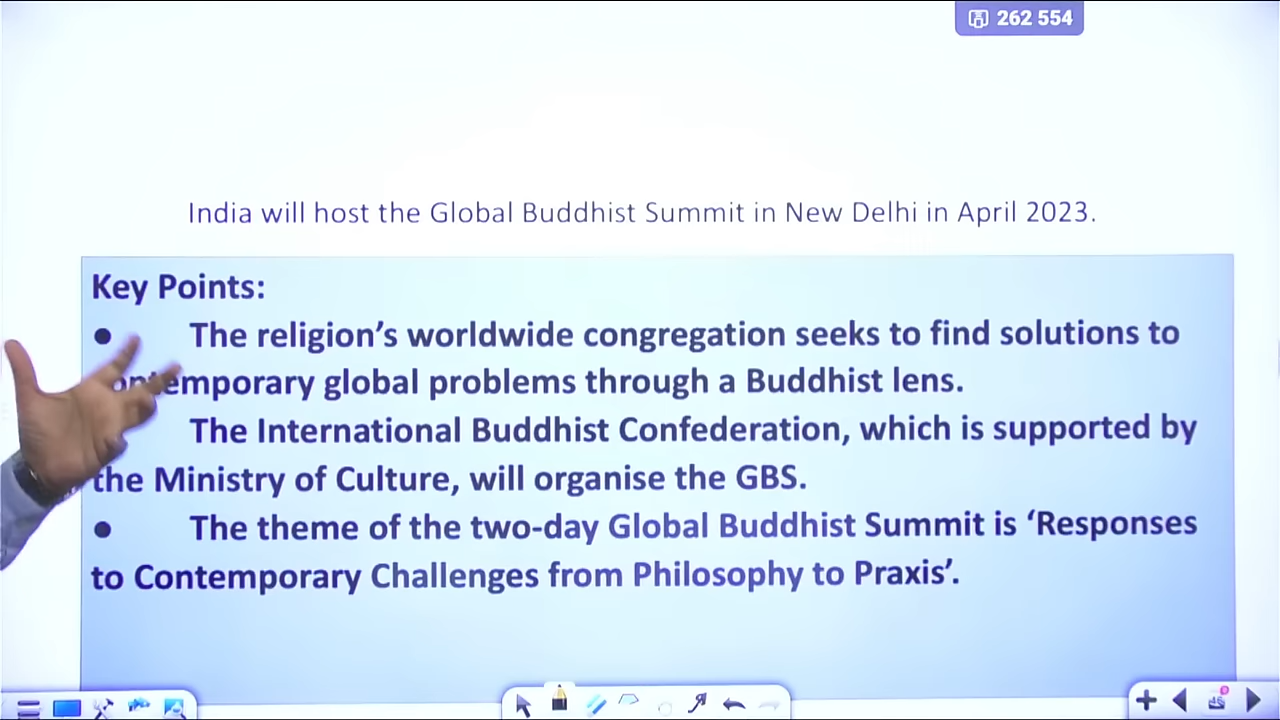 262 554
India will host the Global Buddhist Summit in New Delhi in April 2023.
Key Points:
● The religion’s worldwide congregation seeks to find solutions to
contemporary global problems through a Buddhist lens.
The International Buddhist Confederation, which is supported by
the Ministry of Culture, will organise the GBS.
● The theme of the two-day Global Buddhist Summit is ‘Responses
to Contemporary Challenges from Philosophy to Praxis’.